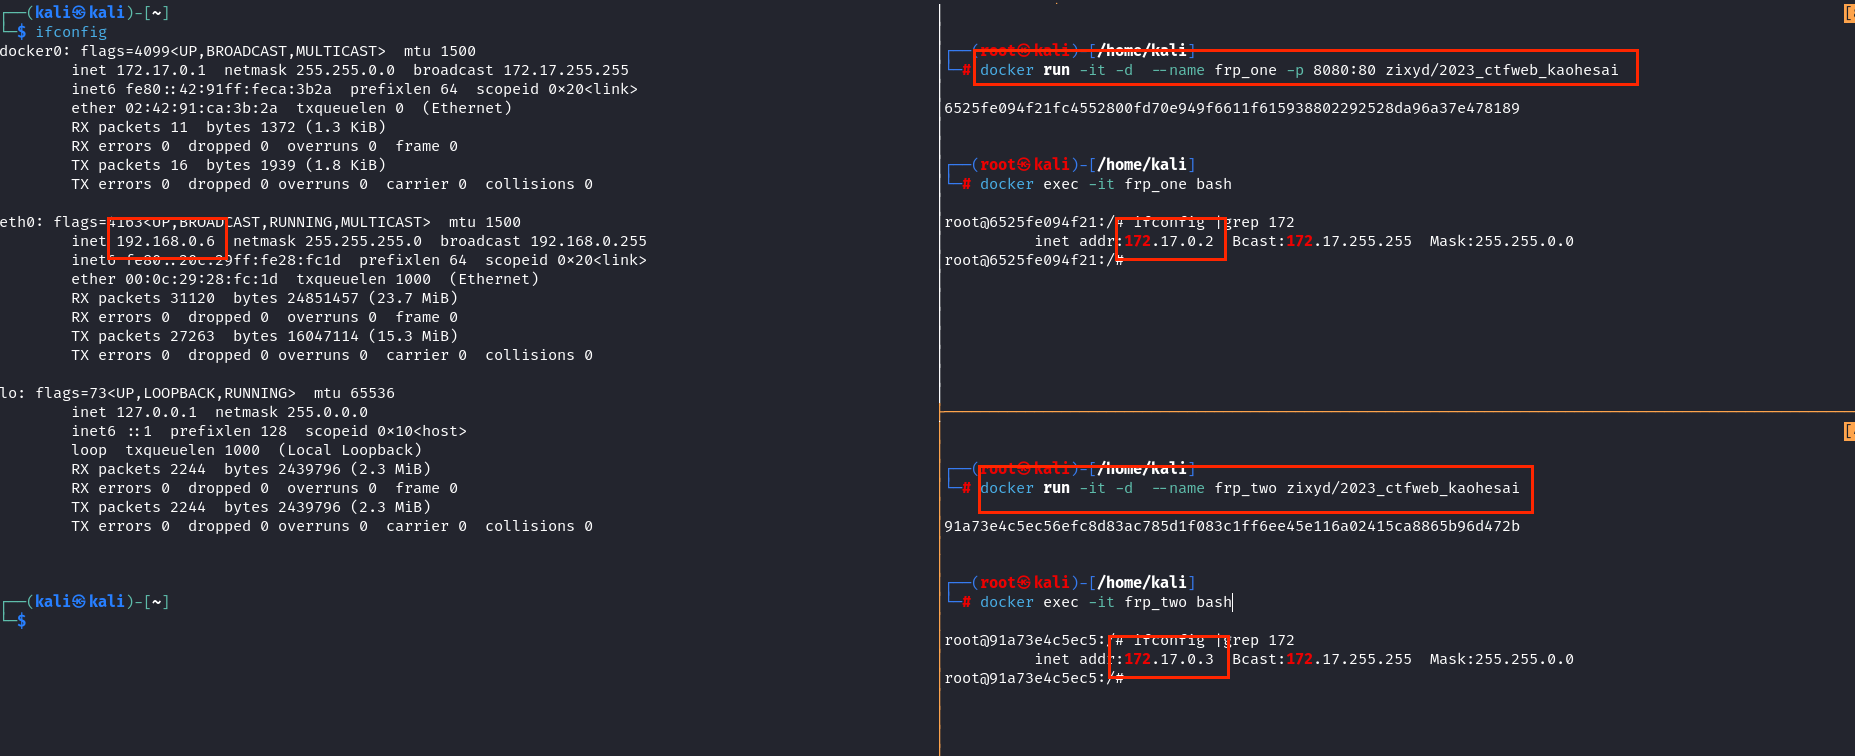 ┌──(kali㉿kali)-[~]
└─$ ifconfig
docker0: flags=4099<UP,BROADCAST,MULTICAST>  mtu 1500
        inet 172.17.0.1  netmask 255.255.0.0  broadcast 172.17.255.255
        inet6 fe80::42:91ff:feca:3b2a  prefixlen 64  scopeid 0×20<link>
        ether 02:42:91:ca:3b:2a  txqueuelen 0  (Ethernet)
        RX packets 11  bytes 1372 (1.3 KiB)
        RX errors 0  dropped 0  overruns 0  frame 0
        TX packets 16  bytes 1939 (1.8 KiB)
        TX errors 0  dropped 0 overruns 0  carrier 0  collisions 0
eth0: flags=4163<UP,BROADCAST,RUNNING,MULTICAST>  mtu 1500
        inet 192.168.0.6  netmask 255.255.255.0  broadcast 192.168.0.255
        inet6 fe80::20c:29ff:fe28:fc1d  prefixlen 64  scopeid 0×20<link>
        ether 00:0c:29:28:fc:1d  txqueuelen 1000  (Ethernet)
        RX packets 31120  bytes 24851457 (23.7 MiB)
        RX errors 0  dropped 0  overruns 0  frame 0
        TX packets 27263  bytes 16047114 (15.3 MiB)
        TX errors 0  dropped 0 overruns 0  carrier 0  collisions 0
lo: flags=73<UP,LOOPBACK,RUNNING>  mtu 65536
        inet 127.0.0.1  netmask 255.0.0.0
        inet6 ::1  prefixlen 128  scopeid 0×10<host>
        loop  txqueuelen 1000  (Local Loopback)
        RX packets 2244  bytes 2439796 (2.3 MiB)
        RX errors 0  dropped 0  overruns 0  frame 0
        TX packets 2244  bytes 2439796 (2.3 MiB)
        TX errors 0  dropped 0 overruns 0  carrier 0  collisions 0
┌──(kali㉿kali)-[~]
└─$
┌──(root㉿kali)-[/home/kali]
└─# docker run -it -d  --name frp_one -p 8080:80 zixyd/2023_ctfweb_kaohesai
6525fe094f21fc4552800fd70e949f6611f615938802292528da96a37e478189
┌──(root㉿kali)-[/home/kali]
└─# docker exec -it frp_one bash
root@6525fe094f21:/# ifconfig |grep 172
          inet addr:172.17.0.2  Bcast:172.17.255.255  Mask:255.255.0.0
root@6525fe094f21:/#
┌──(root㉿kali)-[/home/kali]
└─# docker run -it -d  --name frp_two zixyd/2023_ctfweb_kaohesai
91a73e4c5ec56efc8d83ac785d1f083c1ff6ee45e116a02415ca8865b96d472b
┌──(root㉿kali)-[/home/kali]
└─# docker exec -it frp_two bash
root@91a73e4c5ec5:/# ifconfig |grep 172
          inet addr:172.17.0.3  Bcast:172.17.255.255  Mask:255.255.0.0
root@91a73e4c5ec5:/#